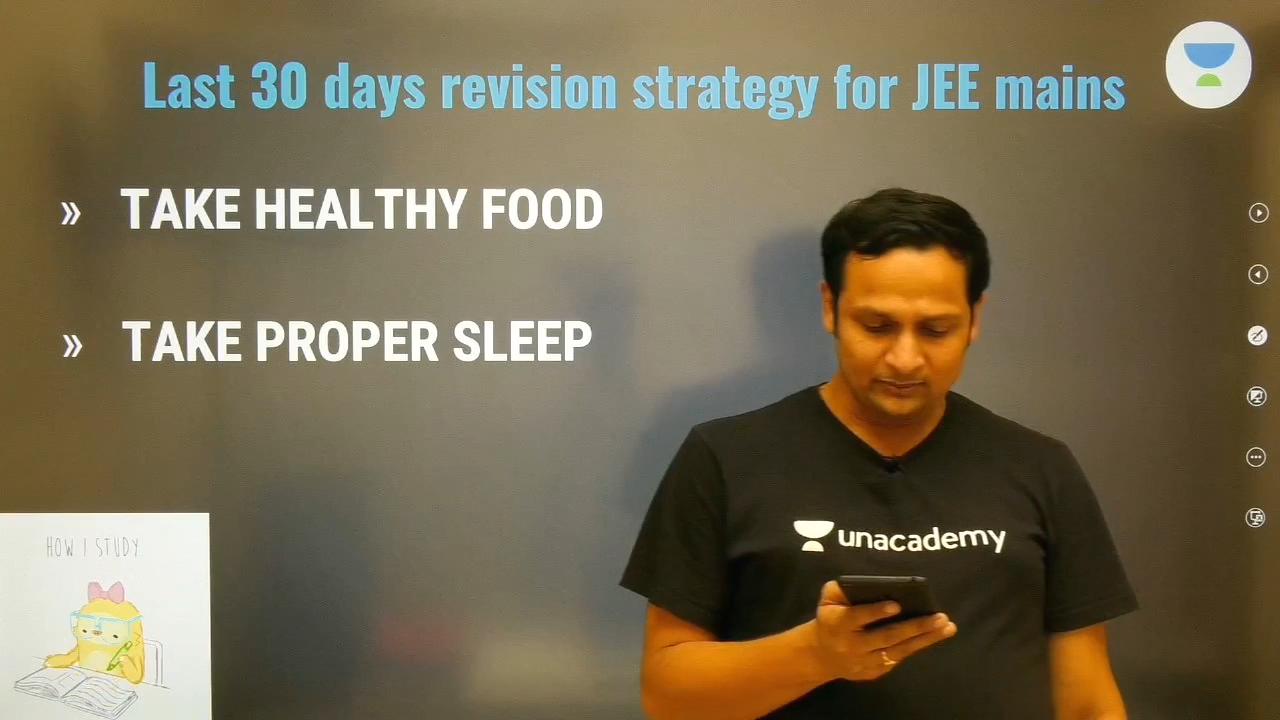 Last 30 days revision strategy for JEE mains
» TAKE HEALTHY FOOD
» TAKE PROPER SLEEP
unacademy
HOW I STUDY